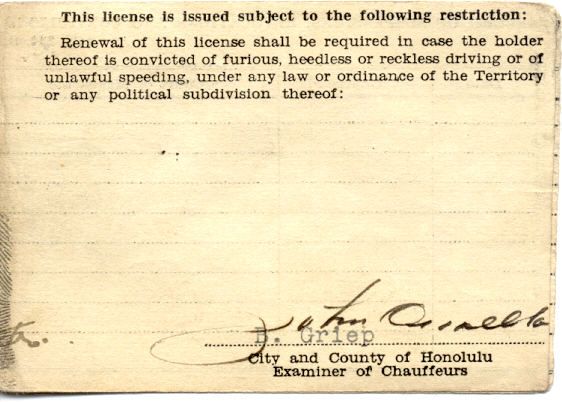 This license is issued subject to the following restriction:
Renewal of this license shall be required in case the holder
thereof is convicted of furious, heedless or reckless driving or of
unlawful speeding, under any law or ordinance of the Territory
or any political subdivision thereof:
John
D. Griep
City and County of Honolulu
Examiner of Chauffeurs